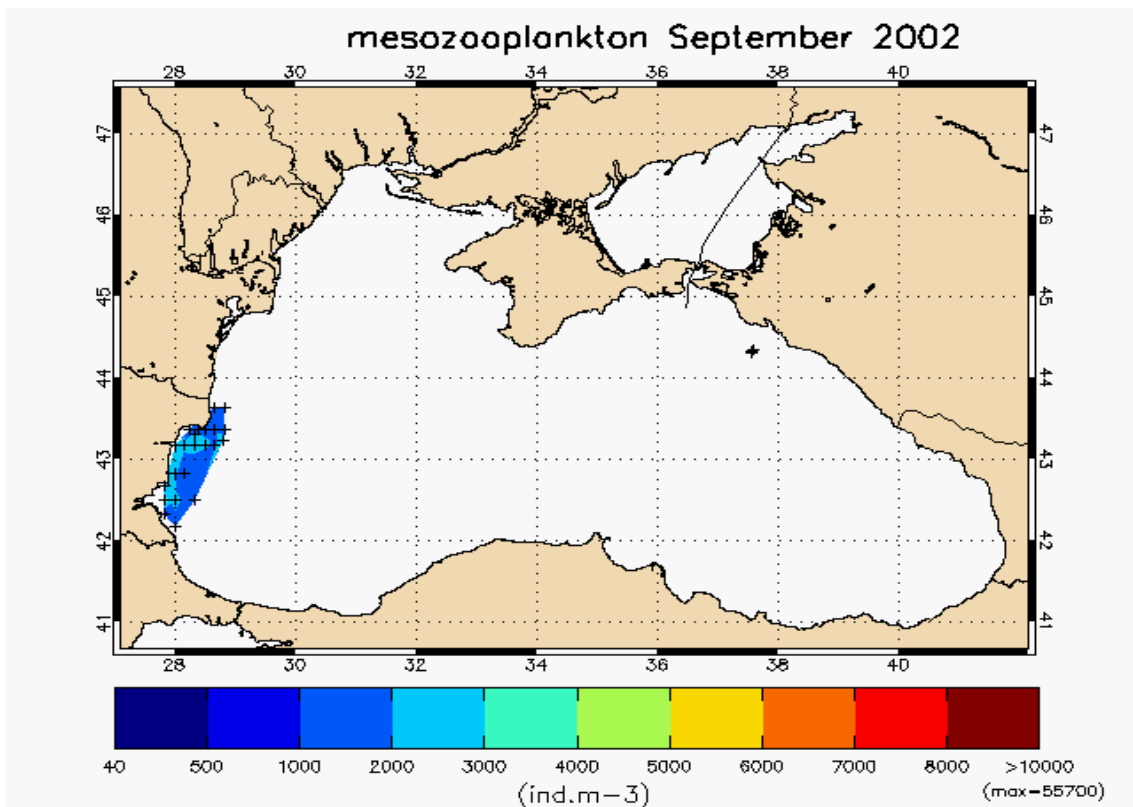 mesozooplankton September 2002
28 30 32 34 36 38 40
47 47
46 46
45 45
44 44
43 43
42 42
41 41
28 30 32 34 36 38 40
40 500 1000 2000 3000 4000 5000 6000 7000 8000 >10000
(ind.m-3) (max=55700)